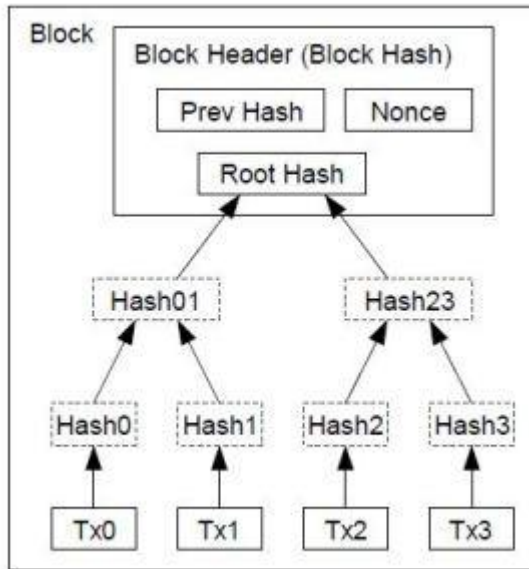 Block
Block Header (Block Hash)
Prev Hash
Nonce
Root Hash
Hash01
Hash23
Hash0
Hash1
Hash2
Hash3
Tx0
Tx1
Tx2
Tx3